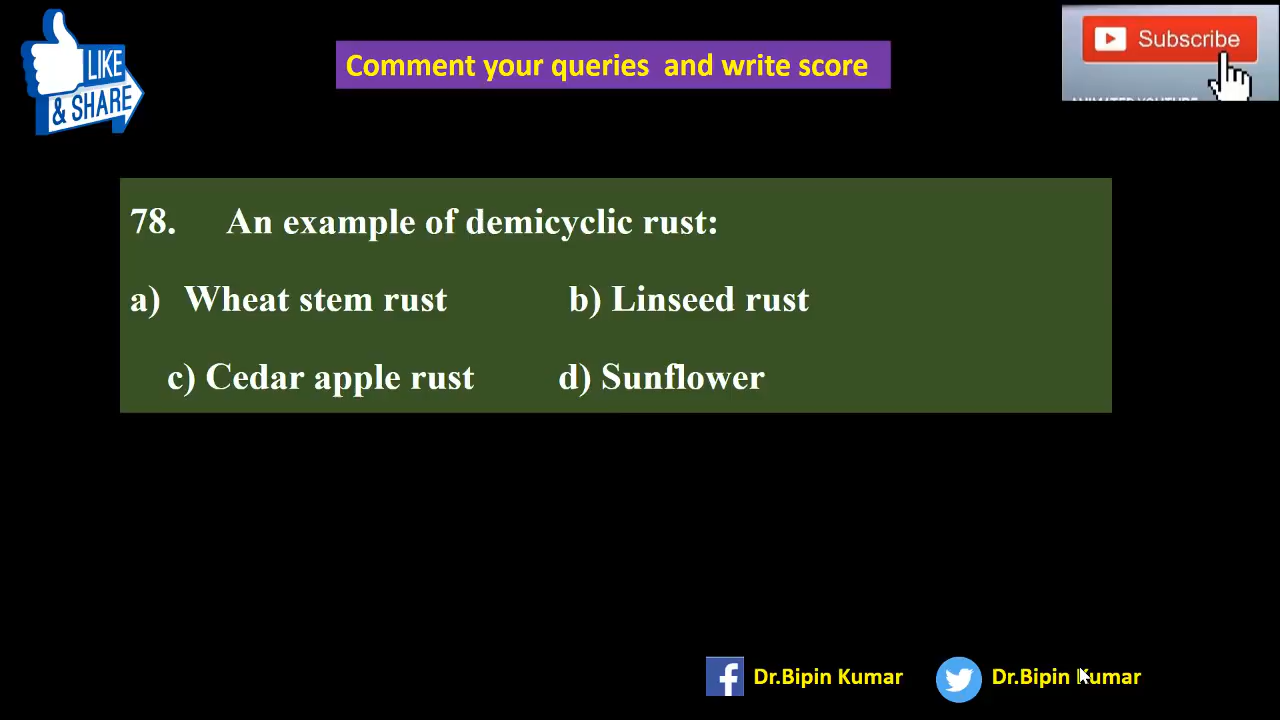 LIKE
& SHARE
Comment your queries and write score
Subscribe
78. An example of demicyclic rust:
a) Wheat stem rust b) Linseed rust
c) Cedar apple rust d) Sunflower
Dr.Bipin Kumar Dr.Bipin Kumar